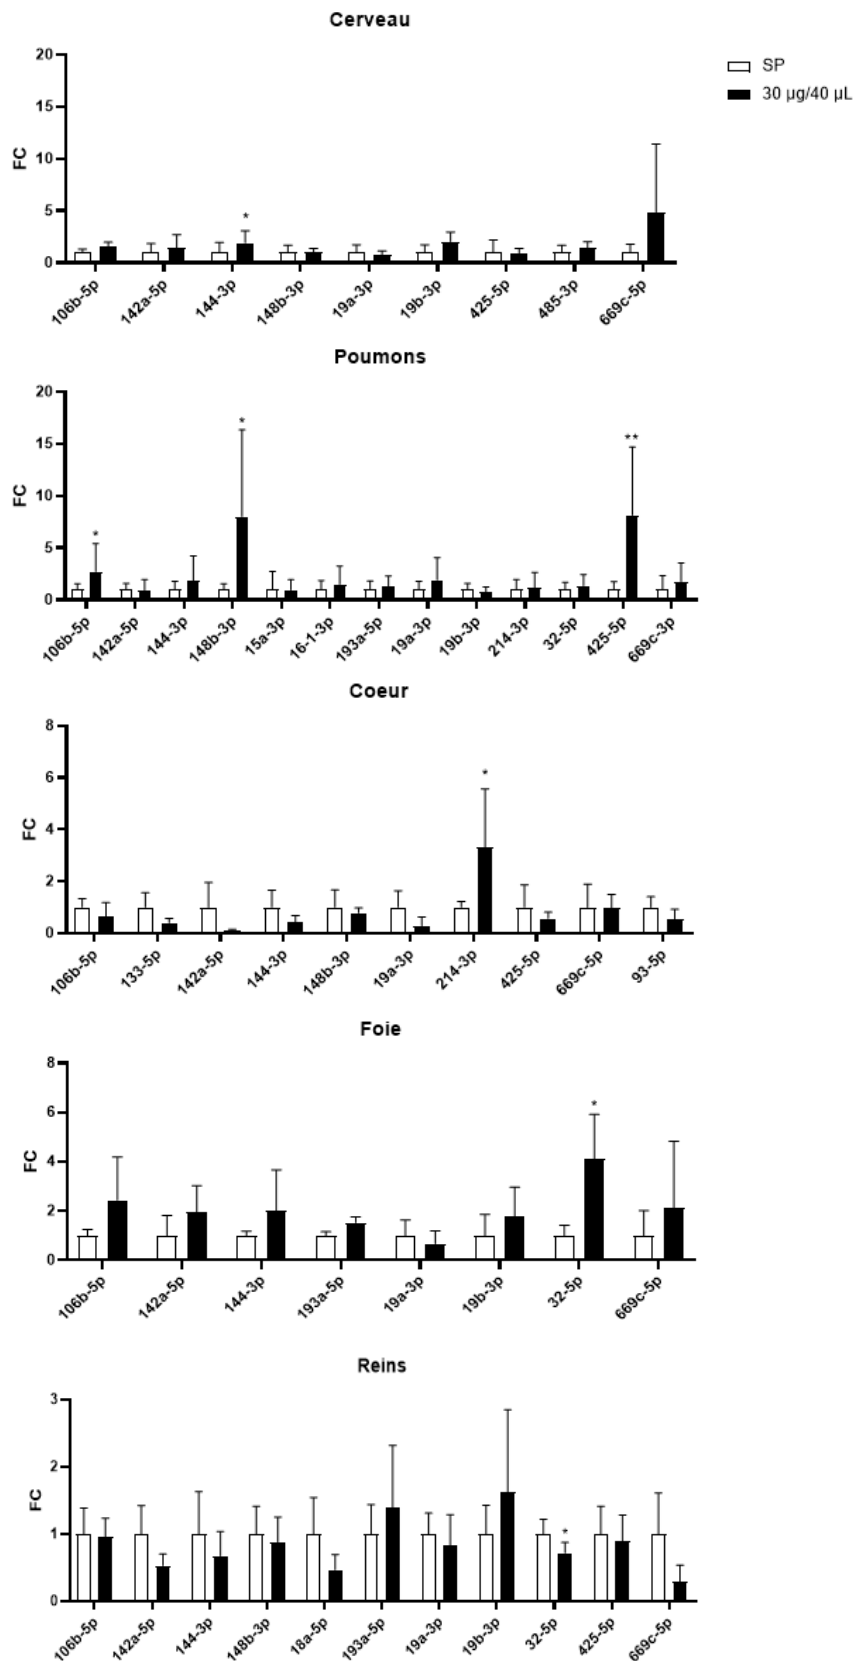 Cerveau
SP
30 µg/40 µL
FC
20
15
10
5
0
*
106b-5p
142a-5p
144-3p
148b-3p
19a-3p
19b-3p
425-5p
485-3p
669c-5p
Poumons
FC
20
15
10
5
0
*
*
**
106b-5p
142a-5p
144-3p
148b-3p
15a-3p
16-1-3p
193a-5p
19a-3p
19b-3p
214-3p
32-5p
425-5p
669c-3p
Coeur
FC
8
6
4
2
0
*
106b-5p
133-5p
142a-5p
144-3p
148b-3p
19a-3p
214-3p
425-5p
669c-5p
93-5p
Foie
FC
8
6
4
2
0
*
106b-5p
142a-5p
144-3p
193a-5p
19a-3p
19b-3p
32-5p
669c-5p
Reins
FC
3
2
1
0
*
106b-5p
142a-5p
144-3p
148b-3p
18a-5p
193a-5p
19a-3p
19b-3p
32-5p
425-5p
669c-5p